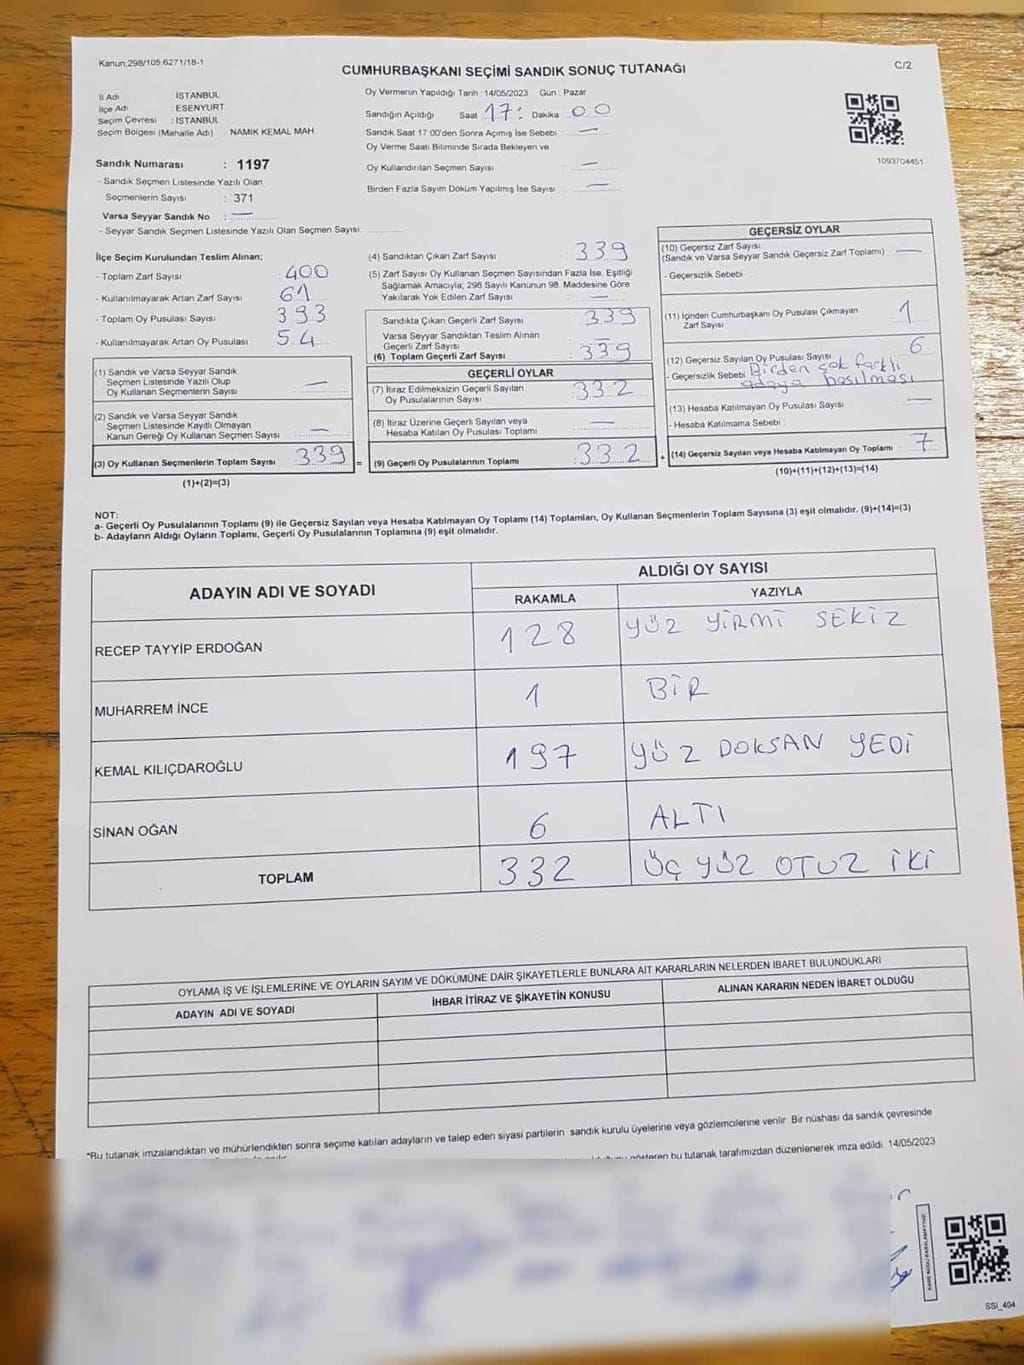 Kanun:298/105,6271/18-1
C/2
CUMHURBAŞKANI SEÇİMİ SANDIK SONUÇ TUTANAĞI
İl Adı : İSTANBUL
İlçe Adı : ESENYURT
Seçim Çevresi : İSTANBUL
Seçim Bölgesi (Mahalle Adı) : NAMIK KEMAL MAH
Sandık Numarası : 1197
- Sandık Seçmen Listesinde Yazılı Olan
Seçmenlerin Sayısı : 371
Varsa Seyyar Sandık No : —
- Seyyar Sandık Seçmen Listesinde Yazılı Olan Seçmen Sayısı:
Oy Vermenin Yapıldığı Tarih :14/05/2023 Gün : Pazar
Sandığın Açıldığı Saat 17: Dakika 00
Sandık Saat 17:00'den Sonra Açımış İse Sebebi : —
Oy Verme Saati Bitiminde Sırada Bekleyen ve
Oy Kullandırılan Seçmen Sayısı : —
Birden Fazla Sayım Döküm Yapılmış İse Sayısı : —
1093704451
İlçe Seçim Kurulundan Teslim Alınan;
- Toplam Zarf Sayısı : 400
- Kullanılmayarak Artan Zarf Sayısı : 61
- Toplam Oy Pusulası Sayısı : 393
- Kullanılmayarak Artan Oy Pusulası : 54
(1) Sandık ve Varsa Seyyar Sandık
Seçmen Listesinde Yazılı Olup
Oy Kullanan Seçmenlerin Sayısı : —
(2) Sandık ve Varsa Seyyar Sandık
Seçmen Listesinde Kayıtlı Olmayan
Kanun Gereği Oy Kullanan Seçmen Sayısı : —
(3) Oy Kullanan Seçmenlerin Toplam Sayısı : 339
(1)+(2)=(3)
(4) Sandıktan Çıkan Zarf Sayısı : 339
(5) Zarf Sayısı Oy Kullanan Seçmen Sayısından Fazla İse, Eşitliği
Sağlamak Amacıyla; 298 Sayılı Kanunun 98. Maddesine Göre
Yakılarak Yok Edilen Zarf Sayısı : —
Sandıkta Çıkan Geçerli Zarf Sayısı : 339
Varsa Seyyar Sandıktan Teslim Alınan
Geçerli Zarf Sayısı : —
(6) Toplam Geçerli Zarf Sayısı : 339
GEÇERLİ OYLAR
(7) İtiraz Edilmeksizin Geçerli Sayılan
Oy Pusulalarının Sayısı : 332
(8) İtiraz Üzerine Geçerli Sayılan veya
Hesaba Katılan Oy Pusulası Toplamı : —
= (9) Geçerli Oy Pusulalarının Toplamı : 332
GEÇERSİZ OYLAR
(10) Geçersiz Zarf Sayısı
(Sandık ve Varsa Seyyar Sandık Geçersiz Zarf Toplamı) : —
- Geçersizlik Sebebi :
(11) İçinden Cumhurbaşkanı Oy Pusulası Çıkmayan
Zarf Sayısı : 1
(12) Geçersiz Sayılan Oy Pusulası Sayısı : 6
- Geçersizlik Sebebi Birden çok farklı
adaya basılması
(13) Hesaba Katılmayan Oy Pusulası Sayısı : —
- Hesaba Katılmama Sebebi :
+ (14) Geçersiz Sayılan veya Hesaba Katılmayan Oy Toplamı : 7
(10)+(11)+(12)+(13)=(14)
NOT:
a- Geçerli Oy Pusulalarının Toplamı (9) ile Geçersiz Sayılan veya Hesaba Katılmayan Oy Toplamı (14) Toplamları, Oy Kullanan Seçmenlerin Toplam Sayısına (3) eşit olmalıdır. (9)+(14)=(3)
b- Adayların Aldığı Oyların Toplamı, Geçerli Oy Pusulalarının Toplamına (9) eşit olmalıdır.
ADAYIN ADI VE SOYADI
ALDIĞI OY SAYISI
RAKAMLA YAZIYLA
RECEP TAYYİP ERDOĞAN 128 YÜZ YİRMİ SEKİZ
MUHARREM İNCE 1 BİR
KEMAL KILIÇDAROĞLU 197 YÜZ DOKSAN YEDİ
SİNAN OĞAN 6 ALTI
TOPLAM 332 ÜÇ YÜZ OTUZ İKİ
OYLAMA İŞ VE İŞLEMLERİNE VE OYLARIN SAYIM VE DÖKÜMÜNE DAİR ŞİKAYETLERLE BUNLARA AİT KARARLARIN NELERDEN İBARET BULUNDUKLARI
ADAYIN ADI VE SOYADI İHBAR İTİRAZ VE ŞİKAYETİN KONUSU ALINAN KARARIN NEDEN İBARET OLDUĞU
*Bu tutanak imzalandıktan ve mühürlendikten sonra seçime katılan adayların ve talep eden siyasi partilerin sandık kurulu üyelerine veya gözlemcilerine verilir. Bir nüshası da sandık çevresinde
gösteren bu tutanak tarafımızdan düzenlenerek imza edildi. 14/05/2023
SSI_404